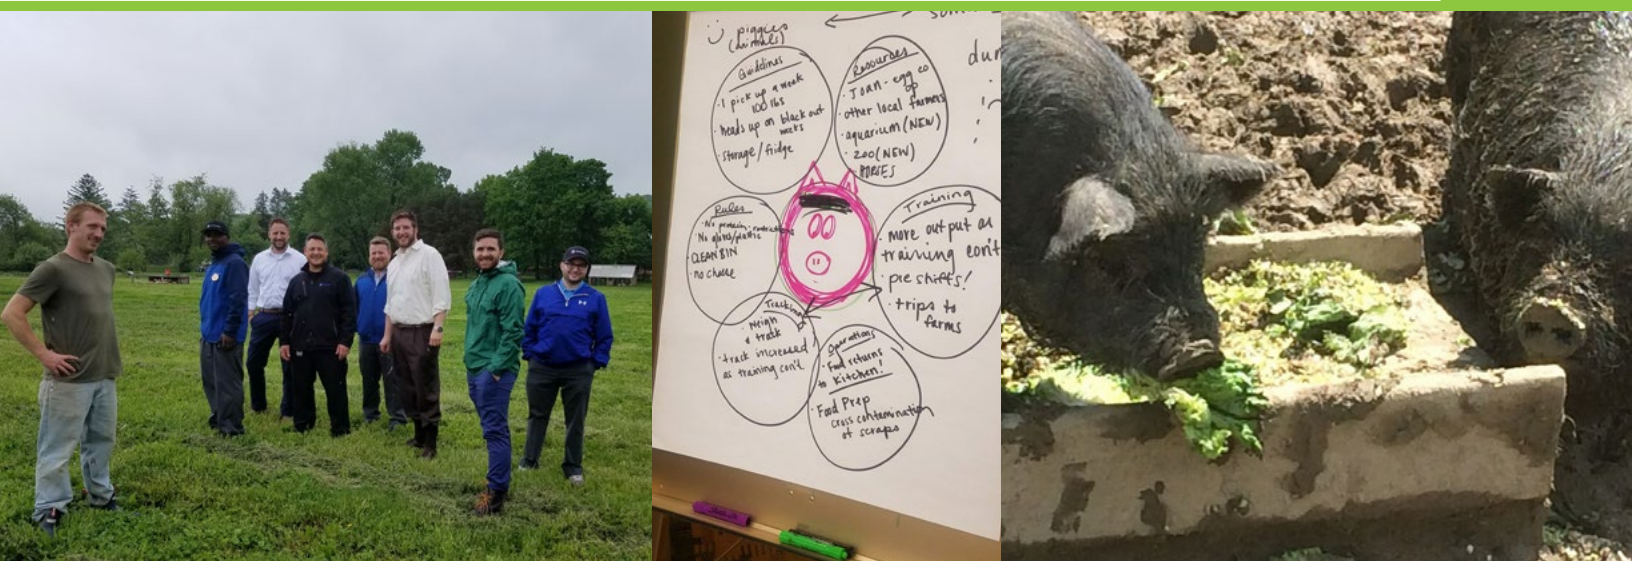 piggies
(animals)
Guidelines
· 1 pick up a week
100 lbs
· heads up on black out
weeks
· storage/fridge
Resources
· Joan - egg co
op
· other local farmers
· aquarium (NEW)
· zoo (NEW)
· HORSES
Rules
· No protein
No gloves/plastic
· CLEAN BIN
· no cheese
Training
· more output as
training con't
· pre shifts!
· trips to
farms
Tracking
· Weigh
& track
· track increased
as training con't.
Operations
· Food returns
to Kitchen!
· Food Prep
cross contamination
of scraps